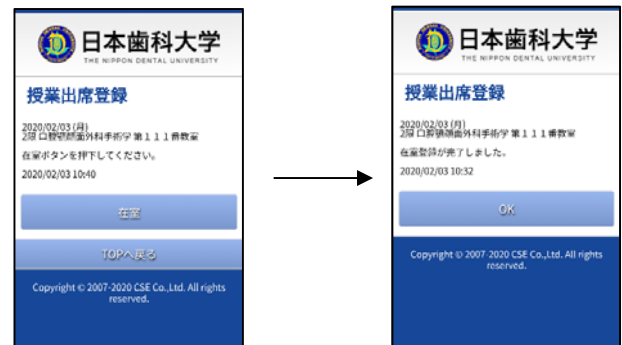 日本歯科大学
THE NIPPON DENTAL UNIVERSITY
授業出席登録
2020/02/03 (月)
2限 口腔顎顔面外科手術学 第１１１番教室
在室ボタンを押下してください。
2020/02/03 10:40
在室
TOPへ戻る
Copyright © 2007-2020 CSE Co.,Ltd. All rights
reserved.
日本歯科大学
THE NIPPON DENTAL UNIVERSITY
授業出席登録
2020/02/03 (月)
2限 口腔顎顔面外科手術学 第１１１番教室
在室登録が完了しました。
2020/02/03 10:32
OK
Copyright © 2007-2020 CSE Co.,Ltd. All rights
reserved.